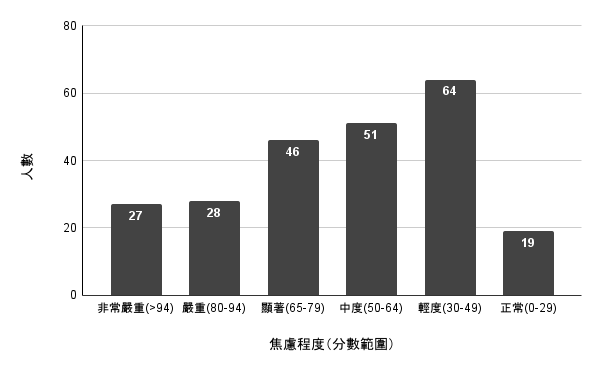 80
60
40
20
0
人數
27
28
46
51
64
19
非常嚴重(>94)
嚴重(80-94)
顯著(65-79)
中度(50-64)
輕度(30-49)
正常(0-29)
焦慮程度(分數範圍)